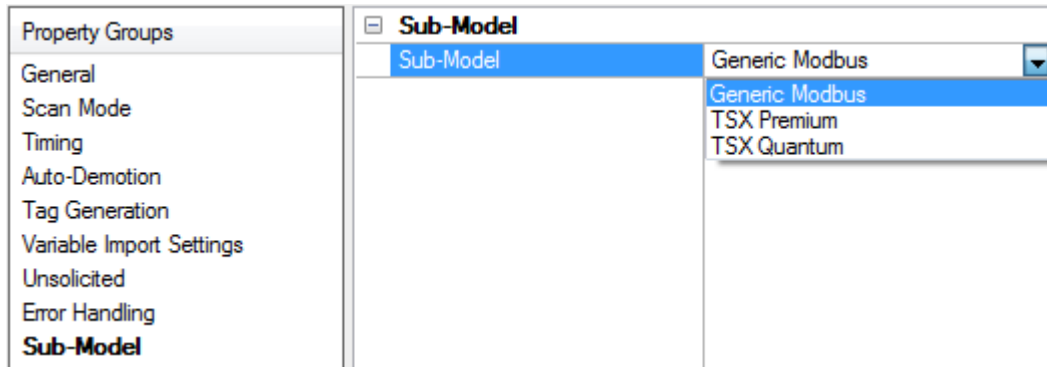 Property Groups
General
Scan Mode
Timing
Auto-Demotion
Tag Generation
Variable Import Settings
Unsolicited
Error Handling
Sub-Model
Sub-Model
Sub-Model Generic Modbus
Generic Modbus
TSX Premium
TSX Quantum